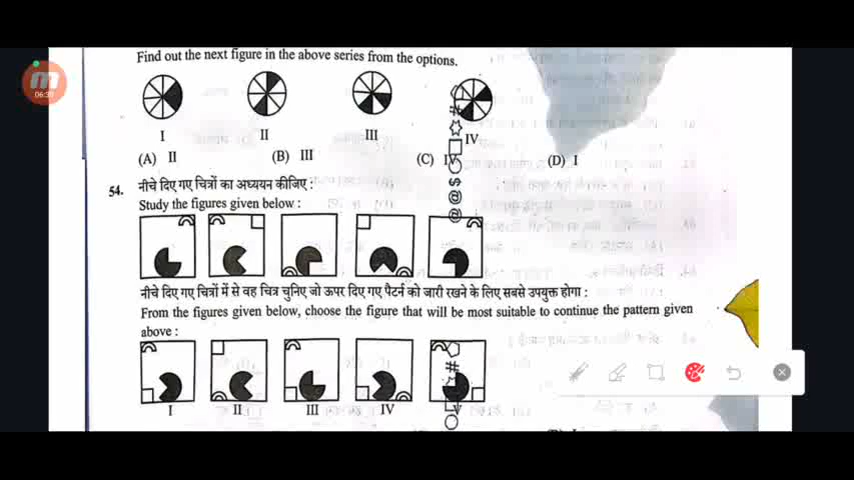 Find out the next figure in the above series from the options.
I II III IV
(A) II (B) III (C) IV (D) I
54. नीचे दिए गए चित्रों का अध्ययन कीजिए :
Study the figures given below :
नीचे दिए गए चित्रों में से वह चित्र चुनिए जो ऊपर दिए गए पैटर्न को जारी रखने के लिए सबसे उपयुक्त होगा :
From the figures given below, choose the figure that will be most suitable to continue the pattern given
above :
I II III IV V
06:30